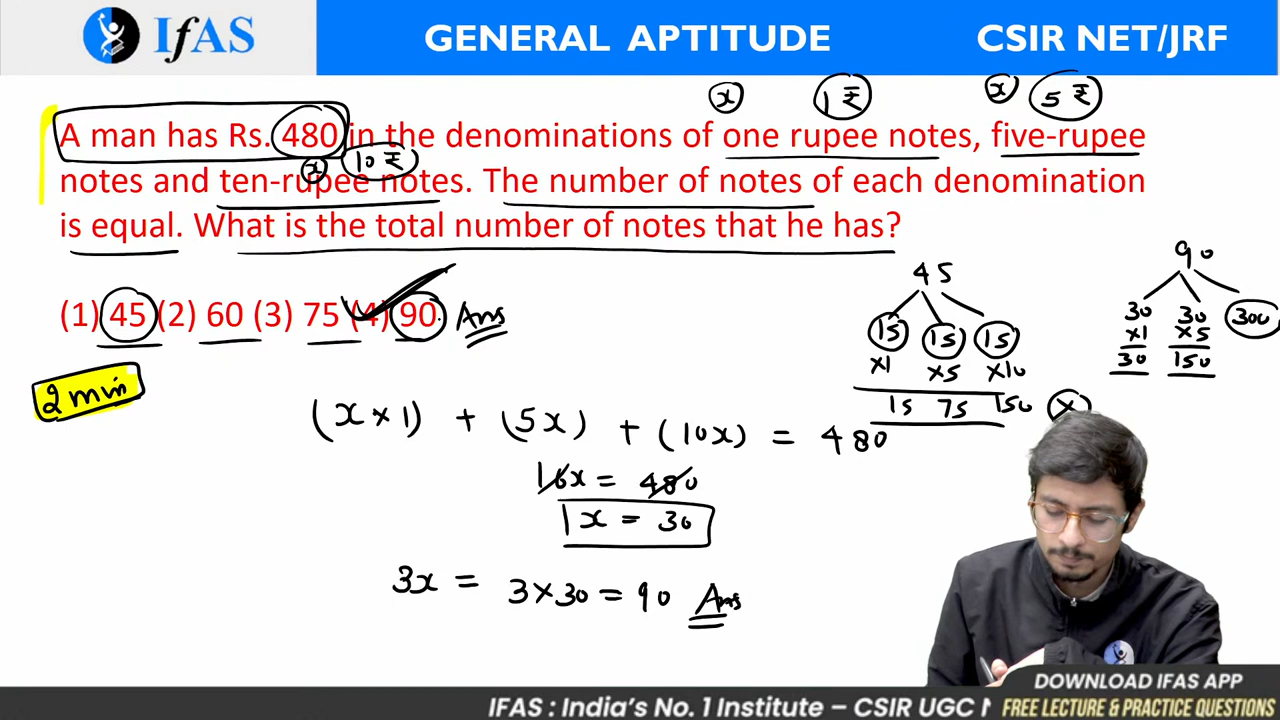 IfAS
GENERAL APTITUDE
CSIR NET/JRF
x 1 ₹ x 5 ₹
A man has Rs. 480 in the denominations of one rupee notes, five-rupee
x 10 ₹
notes and ten-rupee notes. The number of notes of each denomination
is equal. What is the total number of notes that he has?
(1) 45 (2) 60 (3) 75 (4) 90 Ans
2 min
45
15 15 15
x1 x5 x10
15 75 150 x
90
30 30 300
x1 x5
30 150
(x × 1) + (5x) + (10x) = 480
16x = 480
x = 30
3x = 3 × 30 = 90 Ans
DOWNLOAD IFAS APP
IFAS : India's No. 1 Institute – CSIR UGC
FREE LECTURE & PRACTICE QUESTIONS